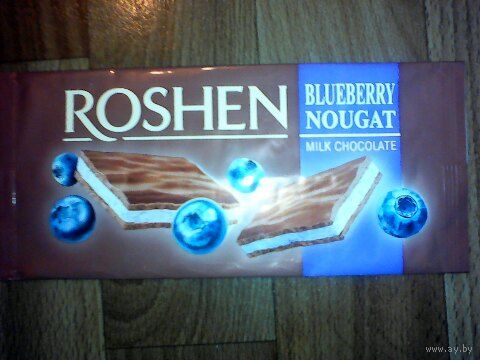 ROSHEN
BLUEBERRY
NOUGAT
MILK CHOCOLATE
www.ay.by